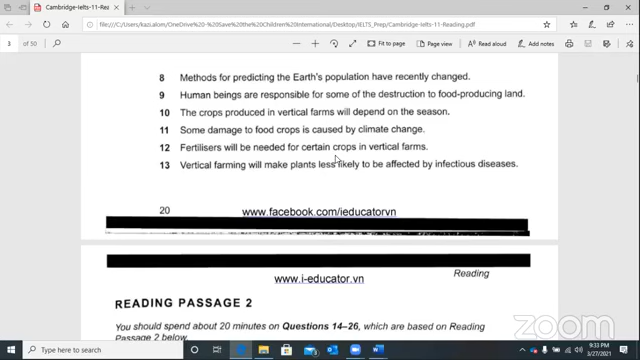 Cambridge-Ielts-11-Rea
file:///C:/Users/kazi.alom/OneDrive%20-%20Save%20the%20Children%20International/Desktop/IELTS_Prep/Cambridge-Ielts-11-Reading.pdf
3 of 50
Fit to page
Page view
Read aloud
Add notes
8 Methods for predicting the Earth's population have recently changed.
9 Human beings are responsible for some of the destruction to food-producing land.
10 The crops produced in vertical farms will depend on the season.
11 Some damage to food crops is caused by climate change.
12 Fertilisers will be needed for certain crops in vertical farms.
13 Vertical farming will make plants less likely to be affected by infectious diseases.
20
www.facebook.com/ieducatorvn
www.i-educator.vn
Reading
READING PASSAGE 2
You should spend about 20 minutes on Questions 14–26, which are based on Reading
Passage 2 below.
zoom
9:33 PM
3/27/2021